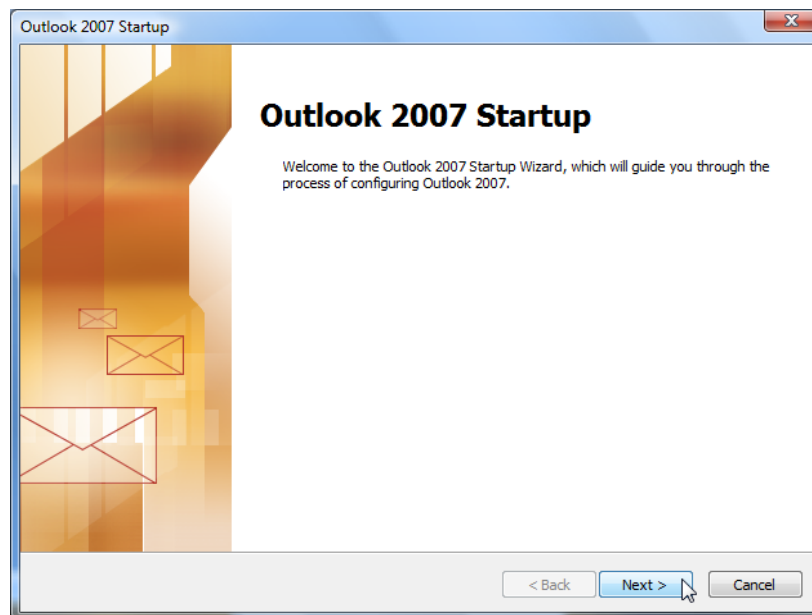 Outlook 2007 Startup
Outlook 2007 Startup
Welcome to the Outlook 2007 Startup Wizard, which will guide you through the
process of configuring Outlook 2007.
< Back Next > Cancel